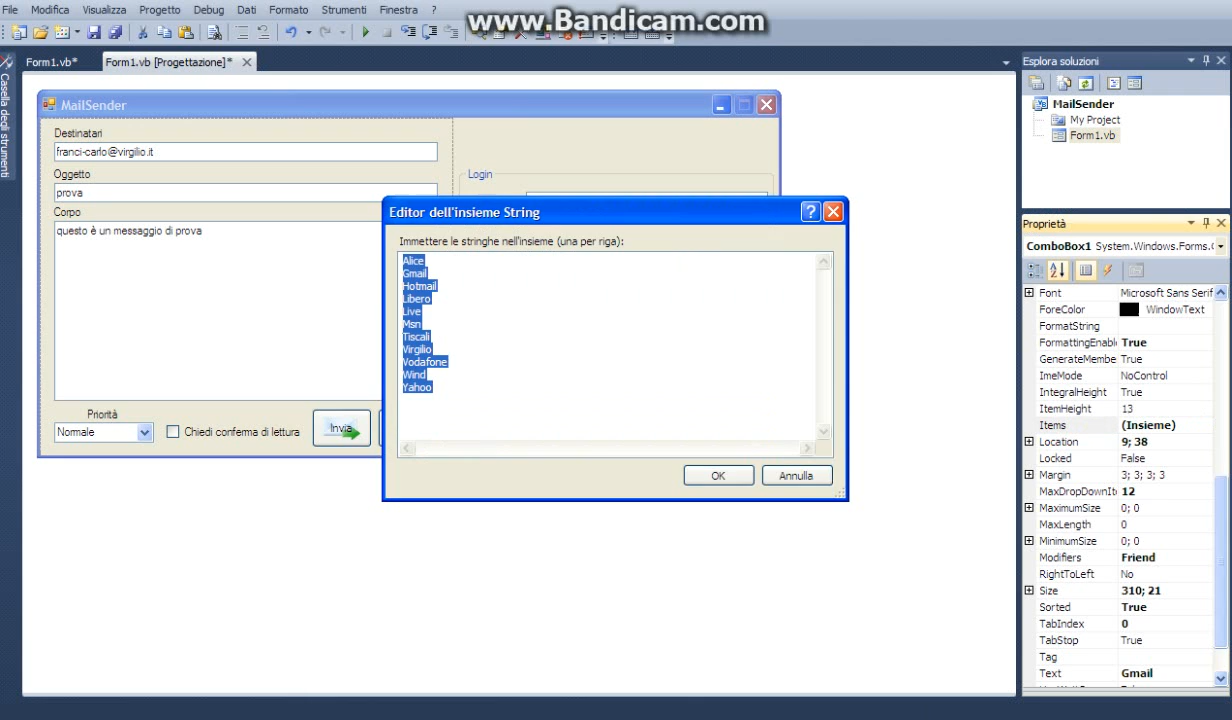 www.Bandicam.com
File Modifica Visualizza Progetto Debug Dati Formato Strumenti Finestra ?
Form1.vb* Form1.vb [Progettazione]*
Casella degli strumenti
MailSender
Destinatari
franci-carlo@virgilio.it
Oggetto
prova
Login
Corpo
questo è un messaggio di prova
Priorità
Normale
Chiedi conferma di lettura
Invia
Editor dell'insieme String
Immettere le stringhe nell'insieme (una per riga):
Alice
Gmail
Hotmail
Libero
Live
Msn
Tiscali
Virgilio
Vodafone
Wind
Yahoo
OK Annulla
Esplora soluzioni
MailSender
My Project
Form1.vb
Proprietà
ComboBox1 System.Windows.Forms.
Font Microsoft Sans Serif
ForeColor WindowText
FormatString
FormattingEnabl True
GenerateMembe True
ImeMode NoControl
IntegralHeight True
ItemHeight 13
Items (Insieme)
Location 9; 38
Locked False
Margin 3; 3; 3; 3
MaxDropDownIt 12
MaximumSize 0; 0
MaxLength 0
MinimumSize 0; 0
Modifiers Friend
RightToLeft No
Size 310; 21
Sorted True
TabIndex 0
TabStop True
Tag
Text Gmail